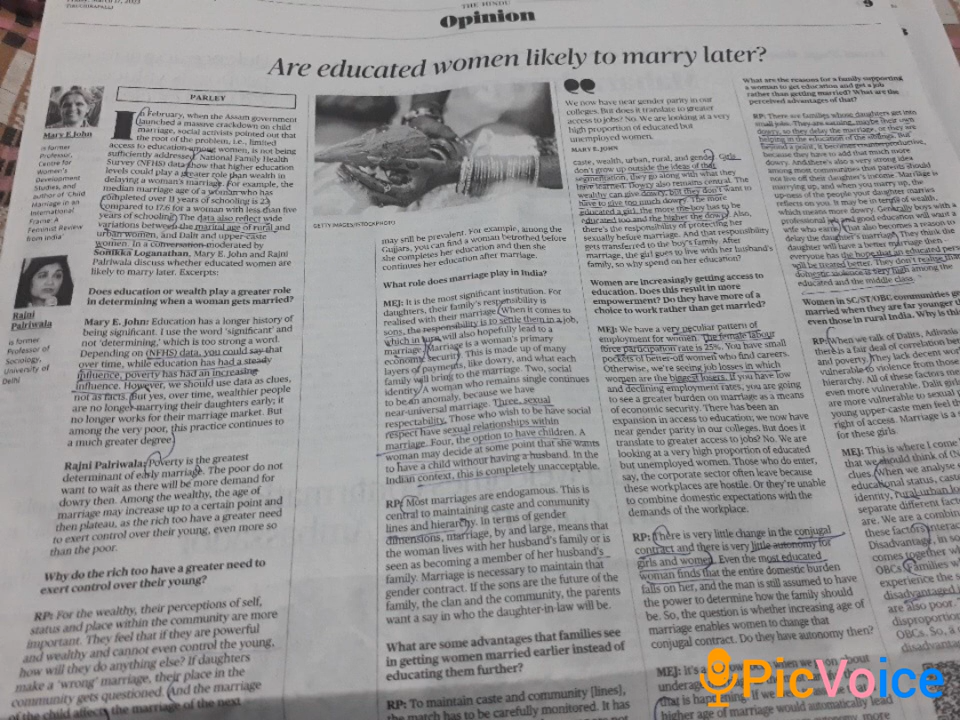 THE HINDU
Opinion
9
Are educated women likely to marry later?
Mary E John
is former
Professor,
Centre for
Women's
Development
Studies, and
author of 'Child
Marriage in an
International
Frame: A
Feminist Review
from India'
Rajni
Palriwala
is former
Professor of
Sociology,
University of
Delhi
PARLEY
In February, when the Assam government
launched a massive crackdown on child
marriage, social activists pointed out that
the root of the problem, i.e., limited
access to education among women, is not being
sufficiently addressed. National Family Health
Survey (NFHS) data show that higher education
levels could play a greater role than wealth in
delaying a woman's marriage. For example, the
median marriage age of a woman who has
completed over 11 years of schooling is 23
compared to 17.6 for a woman with less than five
years of schooling. The data also reflect wide
variations between the marital age of rural and
urban women, and Dalit and upper-caste
women. In a conversation moderated by
Sonikka Loganathan, Mary E. John and Rajni
Palriwala discuss whether educated women are
likely to marry later. Excerpts:
Does education or wealth play a greater role
in determining when a woman gets married?
Mary E. John: Education has a longer history of
being significant. I use the word 'significant' and
not 'determining,' which is too strong a word.
Depending on (NFHS) data, you could say that
over time, while education has had a steady
influence, poverty has had an increasing
influence. However, we should use data as clues,
not as facts. But yes, over time, wealthier people
are no longer marrying their daughters early; it
no longer works for their marriage market. But
among the very poor, this practice continues to
a much greater degree.
Rajni Palriwala: Poverty is the greatest
determinant of early marriage. The poor do not
want to wait as there will be more demand for
dowry then. Among the wealthy, the age of
marriage may increase up to a certain point and
then plateau, as the rich too have a greater need
to exert control over their young, even more so
than the poor.
Why do the rich too have a greater need to
exert control over their young?
RP: For the wealthy, their perceptions of self,
status and place within the community are more
important. They feel that if they are powerful
and wealthy and cannot even control the young,
how will they do anything else? If daughters
make a 'wrong' marriage, their place in the
community gets questioned. And the marriage
of the child affects the marriage of the next
GETTY IMAGES/ISTOCKPHOTO
may still be prevalent. For example, among the
Gujjars, you can find a woman betrothed before
she completes her education and then she
continues her education after marriage.
What role does marriage play in India?
MEJ: It is the most significant institution. For
daughters, their family's responsibility is
realised with their marriage. When it comes to
sons, the responsibility is to settle them in a job,
which in turn will also hopefully lead to a
marriage. Marriage is a woman's primary
economic security. This is made up of many
layers of payments, like dowry, and what each
family will bring to the marriage. Two, social
identity. A woman who remains single continues
to be an anomaly, because we have
near-universal marriage. Three, sexual
respectability. Those who wish to have social
respect have sexual relationships within
marriage. Four, the option to have children. A
woman may decide at some point that she wants
to have a child without having a husband. In the
Indian context, this is completely unacceptable.
RP: Most marriages are endogamous. This is
central to maintaining caste and community
lines and hierarchy. In terms of gender
dimensions, marriage, by and large, means that
the woman lives with her husband's family or is
seen as becoming a member of her husband's
family. Marriage is necessary to maintain that
gender contract. If the sons are the future of the
family, the clan and the community, the parents
want a say in who the daughter-in-law will be.
What are some advantages that families see
in getting women married earlier instead of
educating them further?
RP: To maintain caste and community [lines],
the match has to be carefully monitored. It has
We now have near gender parity in our
colleges. But does it translate to greater
access to jobs? No. We are looking at a very
high proportion of educated but
unemployed women.
MARY E. JOHN
caste, wealth, urban, rural, and gender. Girls
don't grow up outside the ideas of that
segmentation, they go along with what they
have learned. Dowry also remains central. The
wealthy can give dowry, but they don't want to
have to give too much dowry. The more
educated a girl, the more the boy has to be
educated too and the higher the dowry. Also,
there's the responsibility of protecting her
sexually before marriage. And that responsibility
gets transferred to the boy's family. After
marriage, the girl goes to live with her husband's
family, so why spend on her education?
Women are increasingly getting access to
education. Does this result in more
empowerment? Do they have more of a
choice to work rather than get married?
MEJ: We have a very peculiar pattern of
employment for women. The female labour
force participation rate is 25%. You have small
pockets of better-off women who find careers.
Otherwise, we're seeing job losses in which
women are the biggest losers. If you have low
and declining employment rates, you are going
to see a greater burden on marriage as a means
of economic security. There has been an
expansion in access to education; we now have
near gender parity in our colleges. But does it
translate to greater access to jobs? No. We are
looking at a very high proportion of educated
but unemployed women. Those who do enter,
say, the corporate sector often leave because
these workplaces are hostile. Or they're unable
to combine domestic expectations with the
demands of the workplace.
RP: There is very little change in the conjugal
contract and there is very little autonomy for
girls and women. Even the most educated
woman finds that the entire domestic burden
falls on her, and the man is still assumed to have
the power to determine how the family should
be. So, the question is whether increasing age of
marriage enables women to change that
conjugal contract. Do they have autonomy then?
What are the reasons for a family supporting
a woman to get education and get a job
rather than getting married? What are the
perceived advantages of that?
RP: There are families whose daughters get into
small jobs. They are earning, maybe their own
dowry, so they delay the marriage, or they are
helping in the education of the siblings. But
beyond a point, it becomes counterproductive,
because they have to add that much more
dowry. And there's also a very strong idea
among most communities that parents should
not live off their daughter's income. Marriage is
marrying up, and when you marry up, the
upness of the people your daughter marries
reflects on you. It may be in terms of wealth,
which means more dowry. Generally boys with a
professional job and good education will want a
wife who earns. That also becomes a reason to
delay the daughter's marriage. They think the
daughter will have a better marriage then
everyone has the hope that an educated person
will be treated better. They don't realise that
domestic violence is very high among the
educated and the middle class.
Women in SC/ST/OBC communities
married when they are far younger
even those in rural India. Why is this
RP: When we talk of Dalits,
there is a fair deal of correlation
and poverty. They lack decent
vulnerable to violence from those
hierarchy. All of these factors
even more vulnerable. Dalit
are more vulnerable to sexual
young upper-caste men feel
right of access. Marriage is a
for these girls.
MEJ: This is where I come
that we should think of
clues. When we analyse
educational status, caste
identity, rural-urban
separate different factors
are. We are a combination
these factors interact
Disadvantage, in
comes together
OBCs. Families
experience the
disadvantaged
are also poor.
disproportion
OBCs. So, it
PicVoice